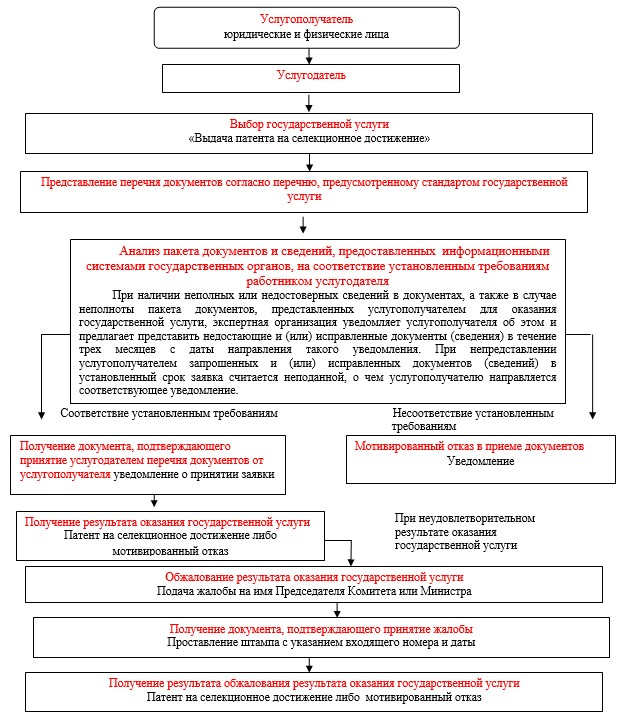 Услугополучатель
юридические и физические лица
Услугодатель
Выбор государственной услуги
«Выдача патента на селекционное достижение»
Представление перечня документов согласно перечню, предусмотренному стандартом государственной
услуги
Анализ пакета документов и сведений, предоставленных информационными
системами государственных органов, на соответствие установленным требованиям
работником услугодателя
При наличии неполных или недостоверных сведений в документах, а также в случае
неполноты пакета документов, представленных услугополучателем для оказания
государственной услуги, экспертная организация уведомляет услугополучателя об этом и
предлагает представить недостающие и (или) исправленные документы (сведения) в течение
трех месяцев с даты направления такого уведомления. При непредставлении
услугополучателем запрошенных и (или) исправленных документов (сведений) в
установленный срок заявка считается неподанной, о чем услугополучателю направляется
соответствующее уведомление.
Соответствие установленным требованиям
Несоответствие установленным
требованиям
Получение документа, подтверждающего
принятие услугодателем перечня документов от
услугополучателя уведомление о принятии заявки
Мотивированный отказ в приеме документов
Уведомление
Получение результата оказания государственной услуги
Патент на селекционное достижение либо
мотивированный отказ
При неудовлетворительном
результате оказания
государственной услуги
Обжалование результата оказания государственной услуги
Подача жалобы на имя Председателя Комитета или Министра
Получение документа, подтверждающего принятие жалобы
Проставление штампа с указанием входящего номера и даты
Получение результата обжалования результата оказания государственной услуги
Патент на селекционное достижение либо мотивированный отказ